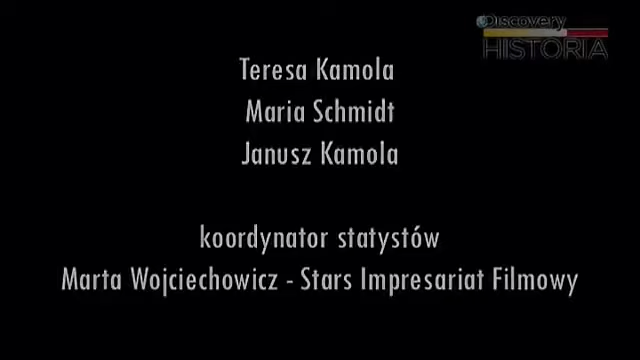 Discovery
HISTORIA
Teresa Kamola
Maria Schmidt
Janusz Kamola
koordynator statystów
Marta Wojciechowicz - Stars Impresariat Filmowy